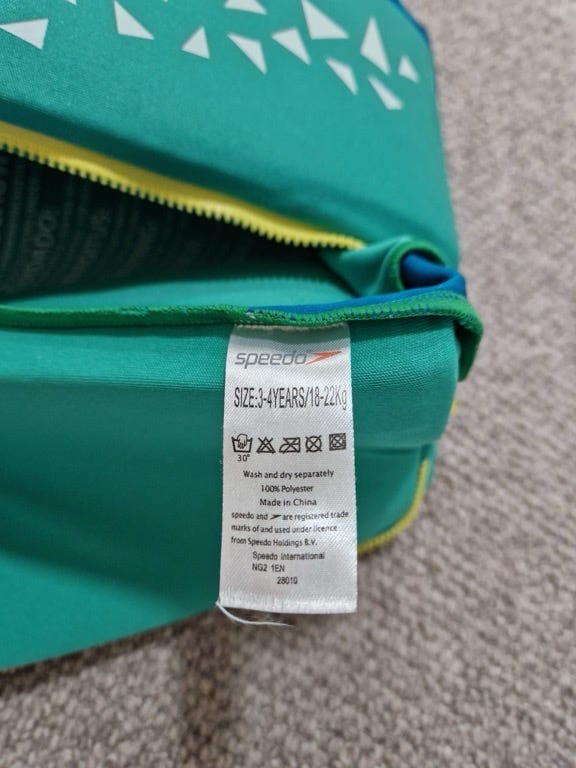 speedo
SIZE:3-4YEARS/18-22Kg
30°
Wash and dry separately
100% Polyester
Made in China
speedo and are registered trade
marks of and used under licence
from Speedo Holdings B.V.
Speedo International
NG2 1EN
28010